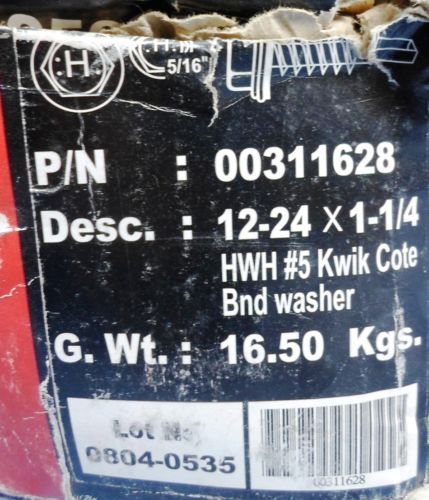 H
5/16"
P/N : 00311628
Desc. : 12-24 X 1-1/4
HWH #5 Kwik Cote
Bnd washer
G. Wt. : 16.50 Kgs.
Lot No
0804-0535
00311628